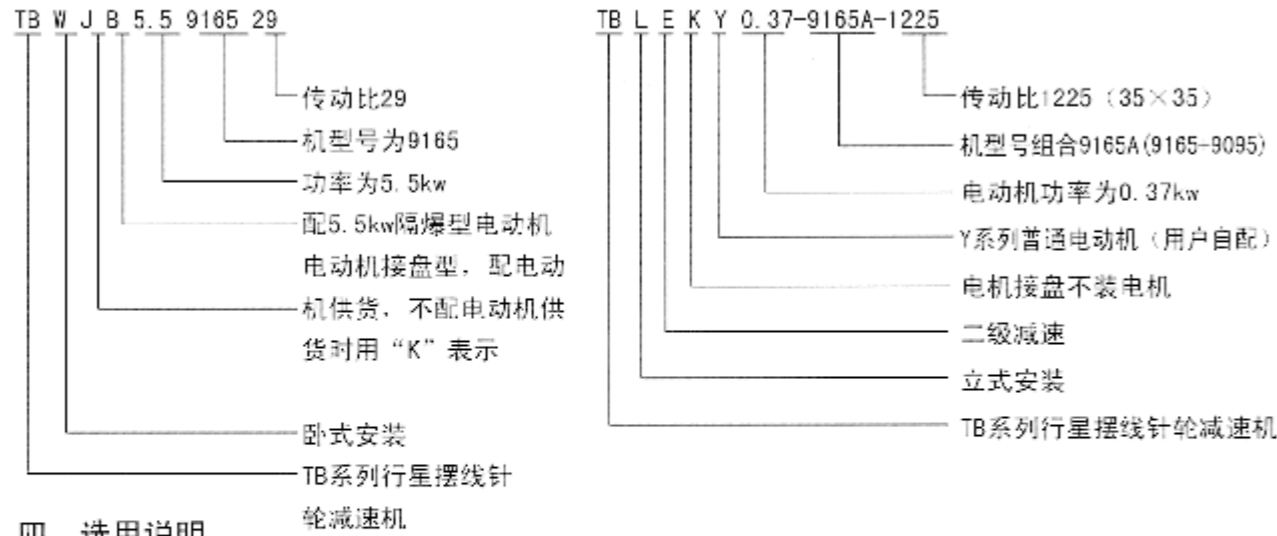 TB W J B 5.5 9165 29
传动比29
机型号为9165
功率为5.5kw
配5.5kw隔爆型电动机
电动机接盘型，配电动
机供货，不配电动机供
货时用“K”表示
卧式安装
TB系列行星摆线针
轮减速机
TB L E K Y 0.37-9165A-1225
传动比1225（35×35）
机型号组合9165A(9165-9095)
电动机功率为0.37kw
Y系列普通电动机（用户自配）
电机接盘不装电机
二级减速
立式安装
TB系列行星摆线针轮减速机
四、选用说明